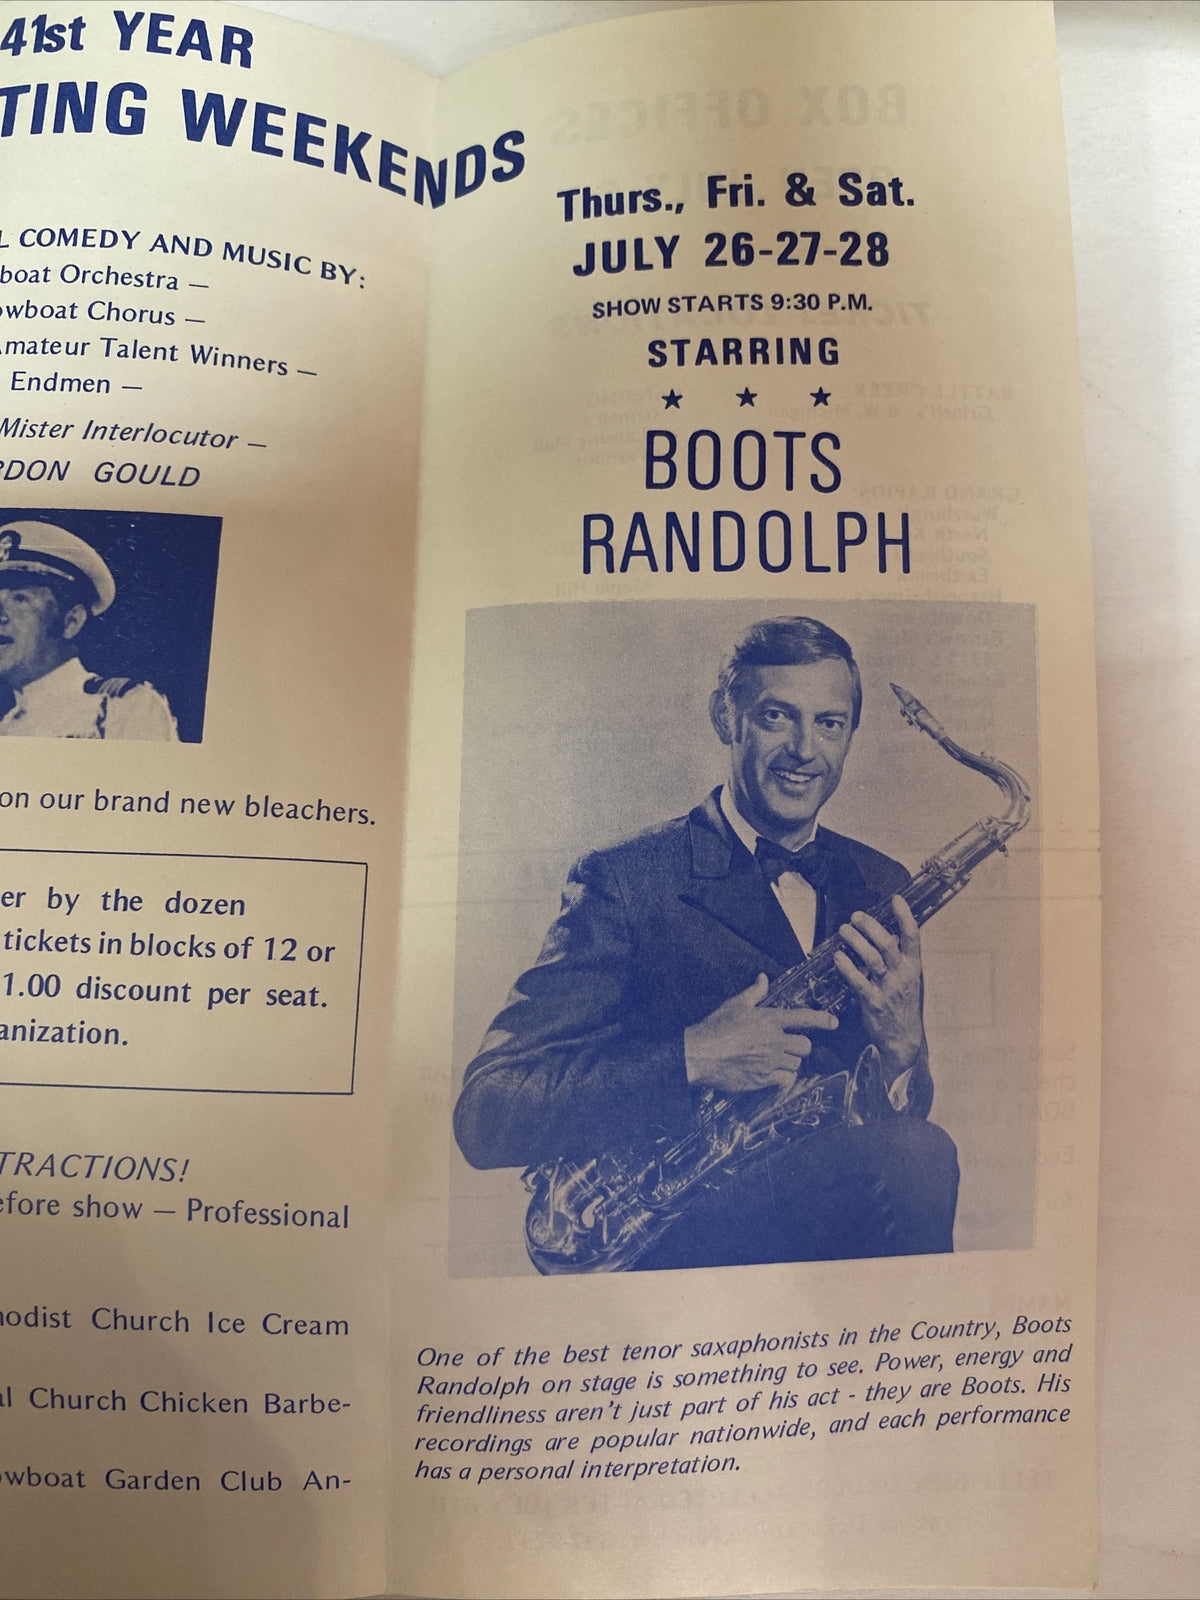 41st YEAR
TING WEEKENDS
L COMEDY AND MUSIC BY:
boat Orchestra —
owboat Chorus —
Amateur Talent Winners —
Endmen —
Mister Interlocutor —
RDON GOULD
on our brand new bleachers.
er by the dozen
tickets in blocks of 12 or
1.00 discount per seat.
anization.
TRACTIONS!
efore show — Professional
hodist Church Ice Cream
al Church Chicken Barbe-
owboat Garden Club An-
Thurs., Fri. & Sat.
JULY 26-27-28
SHOW STARTS 9:30 P.M.
STARRING
BOOTS
RANDOLPH
One of the best tenor saxaphonists in the Country, Boots
Randolph on stage is something to see. Power, energy and
friendliness aren't just part of his act - they are Boots. His
recordings are popular nationwide, and each performance
has a personal interpretation.